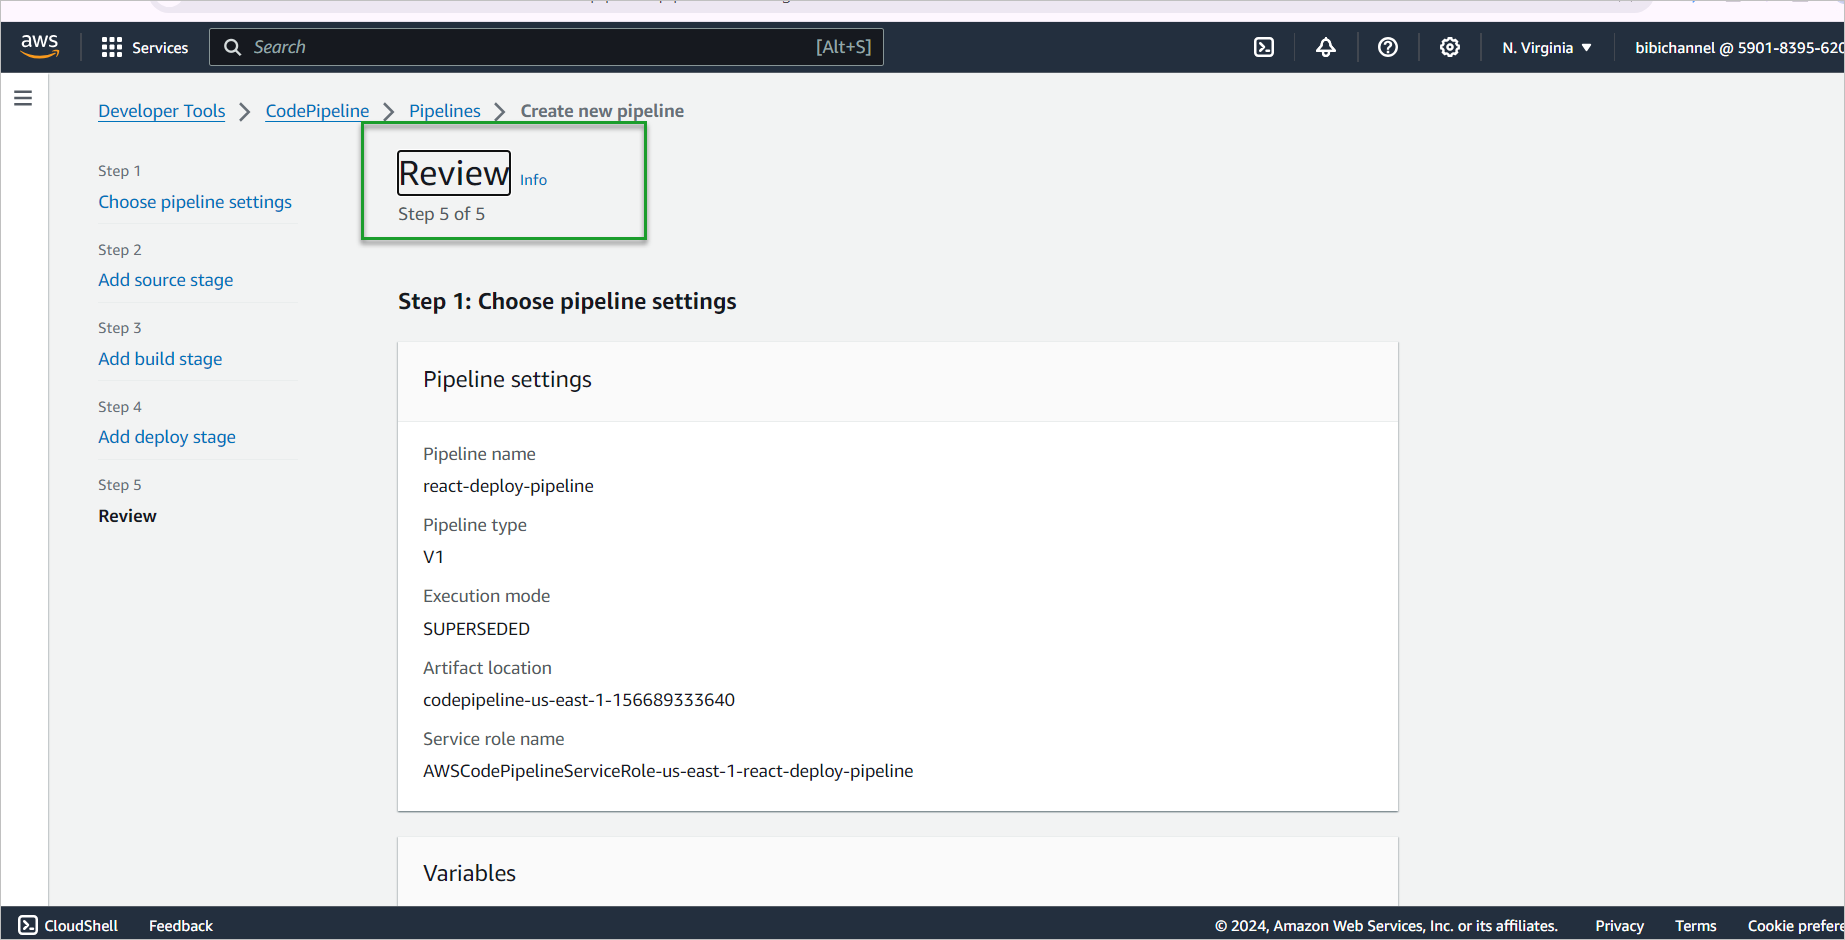 aws
Services
Search [Alt+S]
N. Virginia
bibichannel @ 5901-8395-620
Developer Tools
CodePipeline
Pipelines
Create new pipeline
Step 1
Choose pipeline settings
Step 2
Add source stage
Step 3
Add build stage
Step 4
Add deploy stage
Step 5
Review
Review Info
Step 5 of 5
Step 1: Choose pipeline settings
Pipeline settings
Pipeline name
react-deploy-pipeline
Pipeline type
V1
Execution mode
SUPERSEDED
Artifact location
codepipeline-us-east-1-156689333640
Service role name
AWSCodePipelineServiceRole-us-east-1-react-deploy-pipeline
Variables
CloudShell
Feedback
© 2024, Amazon Web Services, Inc. or its affiliates.
Privacy
Terms
Cookie prefere